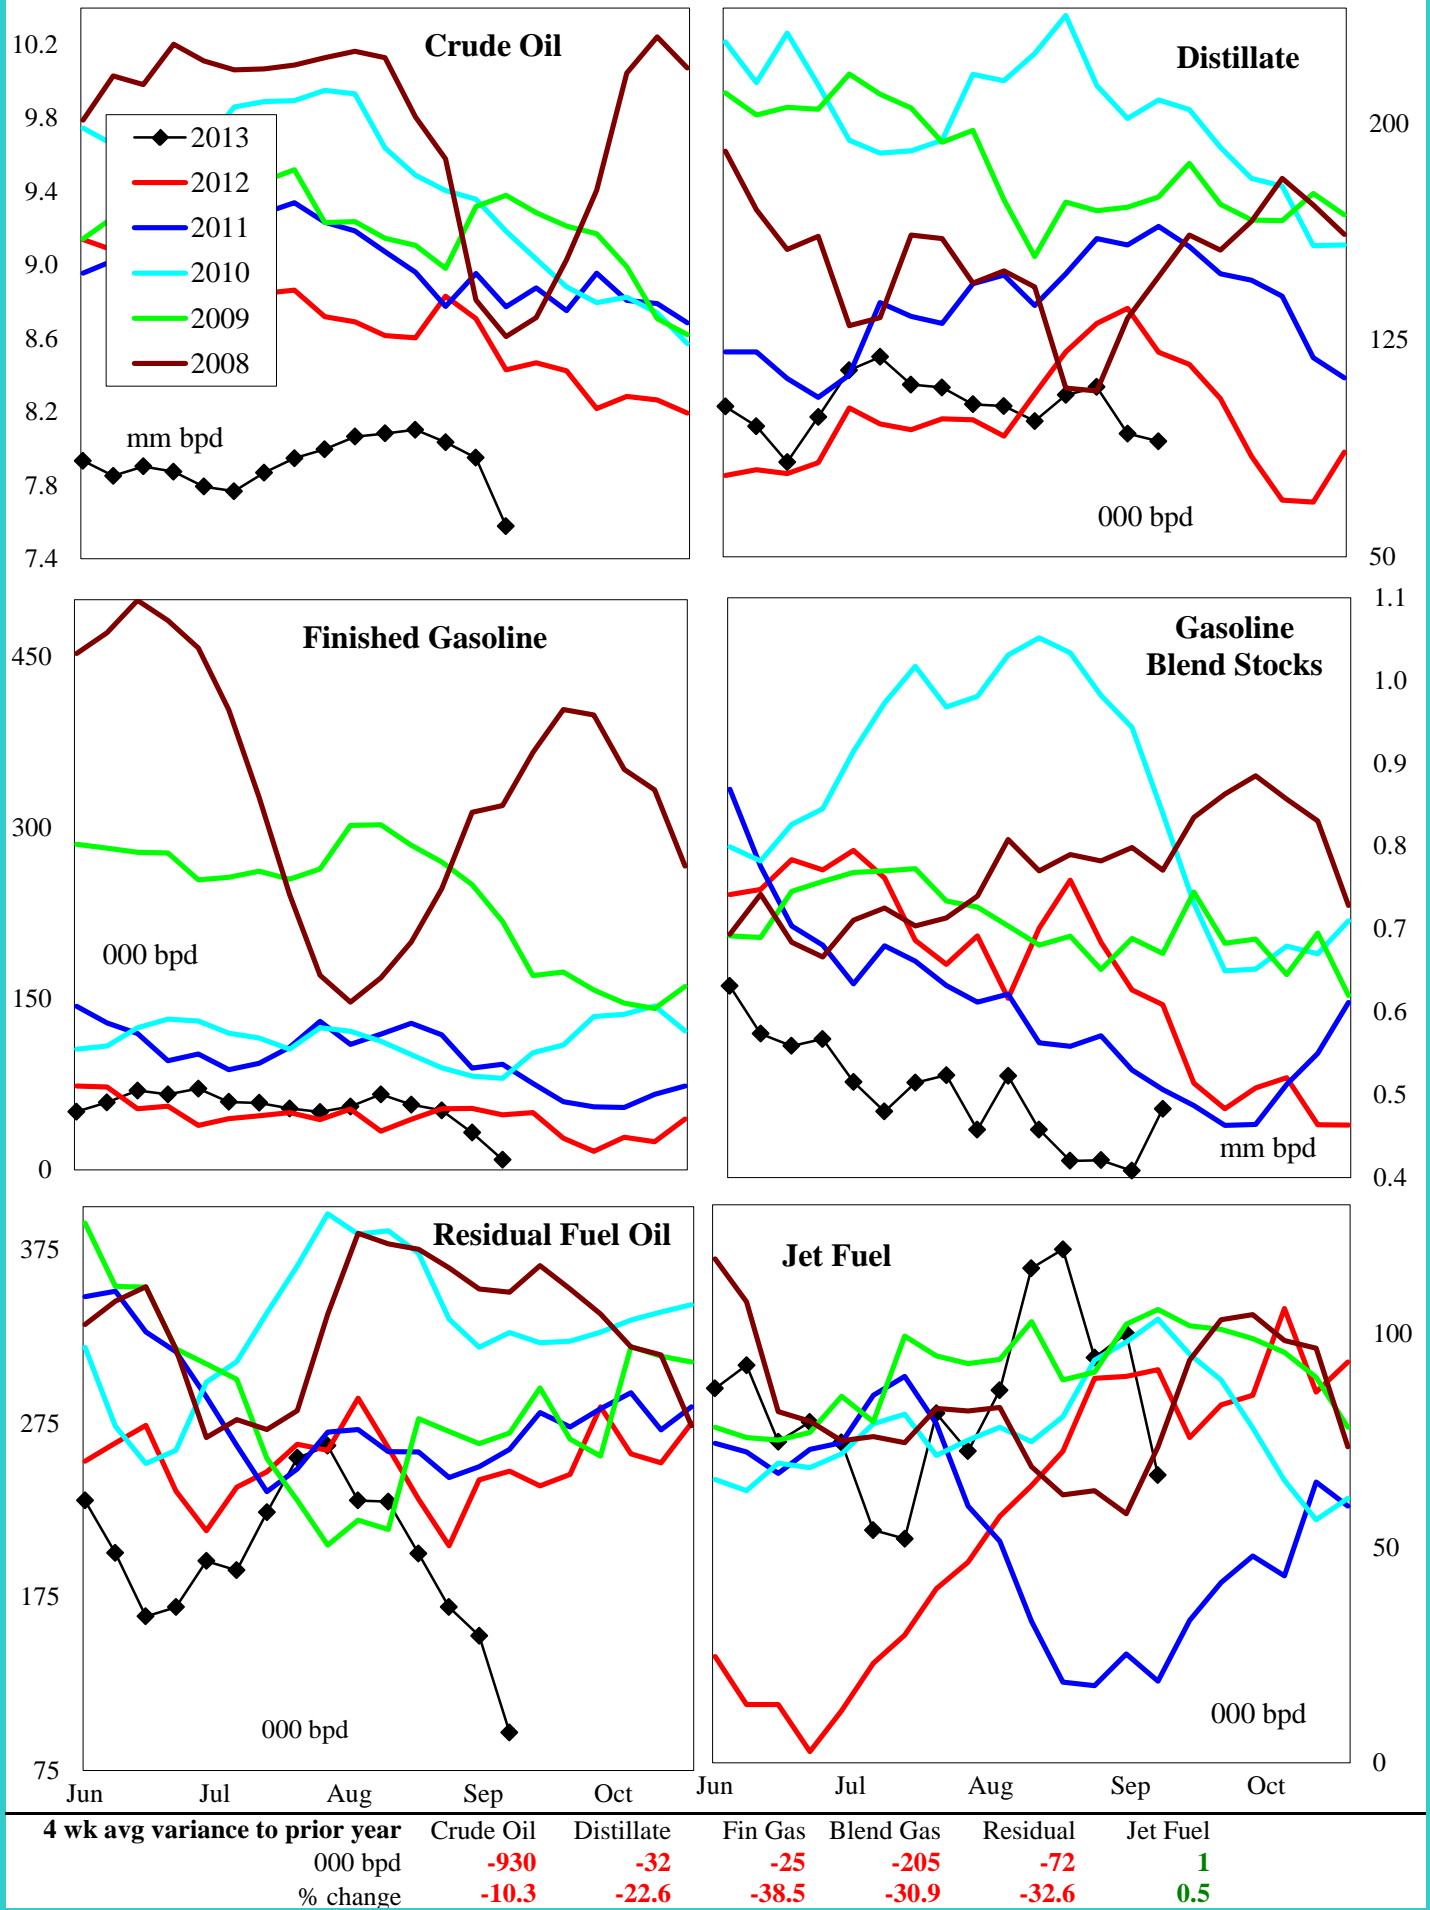 Crude Oil
10.2
9.8
9.4
9.0
8.6
8.2
7.8
7.4
2013
2012
2011
2010
2009
2008
mm bpd
Distillate
200
125
50
000 bpd
Finished Gasoline
450
300
150
0
000 bpd
Gasoline
Blend Stocks
1.1
1.0
0.9
0.8
0.7
0.6
0.5
0.4
mm bpd
Residual Fuel Oil
375
275
175
75
000 bpd
Jun Jul Aug Sep Oct
Jet Fuel
100
50
0
000 bpd
Jun Jul Aug Sep Oct
4 wk avg variance to prior year Crude Oil Distillate Fin Gas Blend Gas Residual Jet Fuel
000 bpd -930 -32 -25 -205 -72 1
% change -10.3 -22.6 -38.5 -30.9 -32.6 0.5